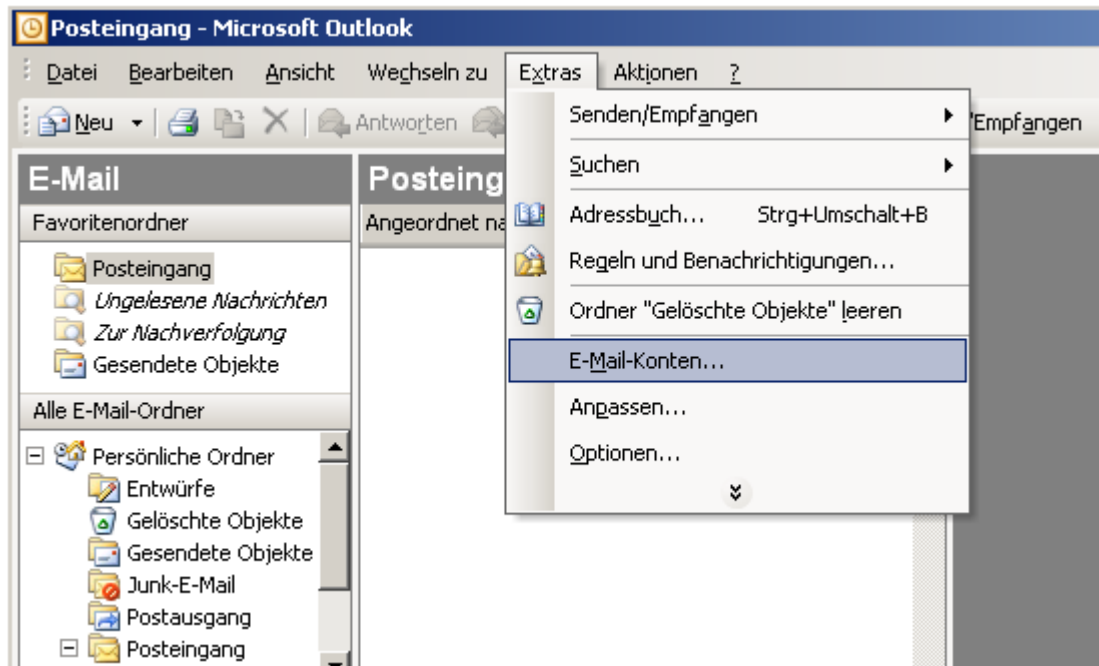 Posteingang - Microsoft Outlook
Datei Bearbeiten Ansicht Wechseln zu Extras Aktionen ?
Neu Antworten Empfangen
Senden/Empfangen
Suchen
Adressbuch... Strg+Umschalt+B
Regeln und Benachrichtigungen...
Ordner "Gelöschte Objekte" leeren
E-Mail-Konten...
Anpassen...
Optionen...
E-Mail
Favoritenordner
Posteingang
Ungelesene Nachrichten
Zur Nachverfolgung
Gesendete Objekte
Alle E-Mail-Ordner
Persönliche Ordner
Entwürfe
Gelöschte Objekte
Gesendete Objekte
Junk-E-Mail
Postausgang
Posteingang
Posteing
Angeordnet na